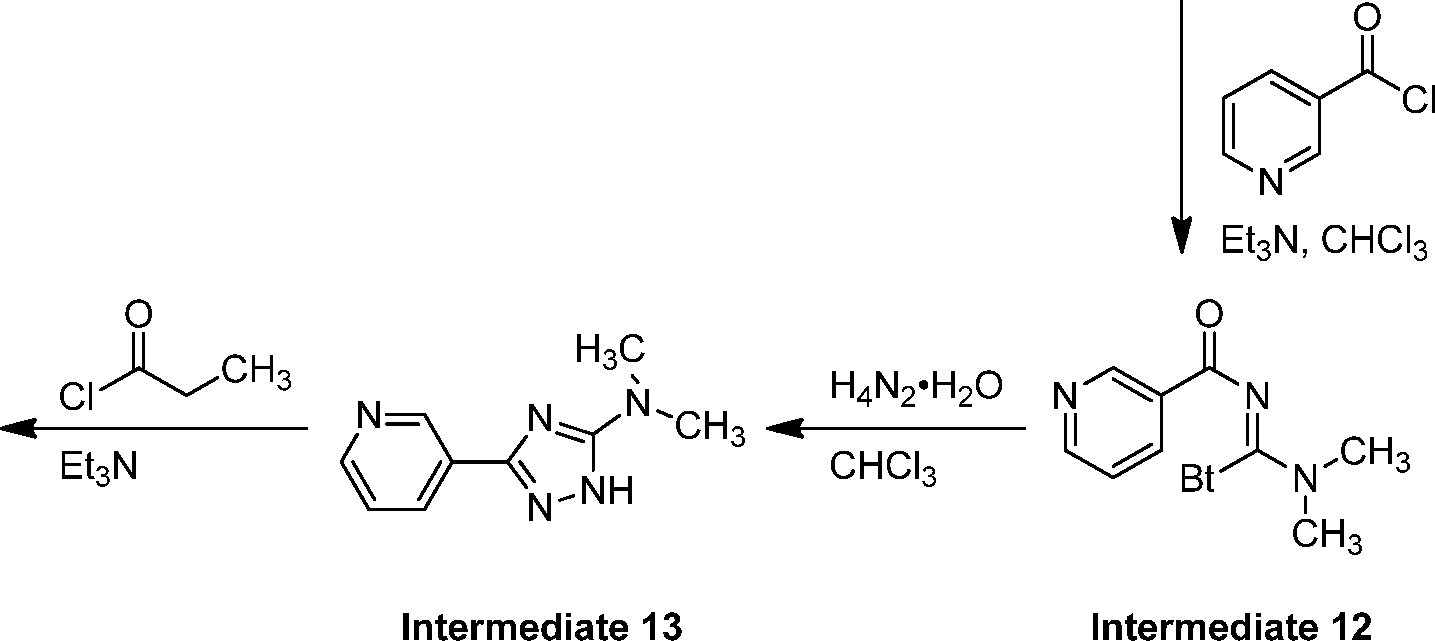 O
Cl
N
Et3N, CHCl3
O
Cl
CH3
Et3N
H3C
N
CH3
N
N
N
NH
H4N2•H2O
CHCl3
O
N
N
Bt
N
CH3
CH3
Intermediate 13
Intermediate 12